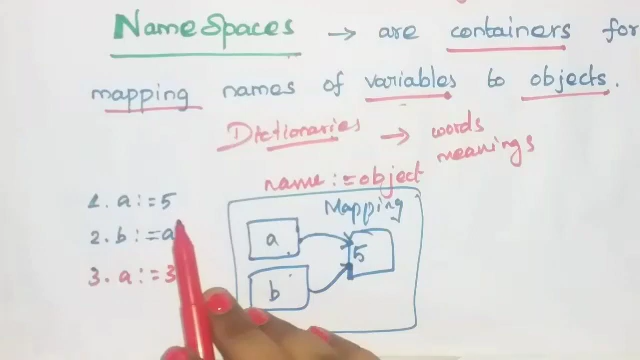 NameSpaces → are containers for
mapping names of variables to objects.
Dictionaries → words
meanings
name:=object
1. a:=5
2. b:=a
3. a:=3
Mapping
a
5
b